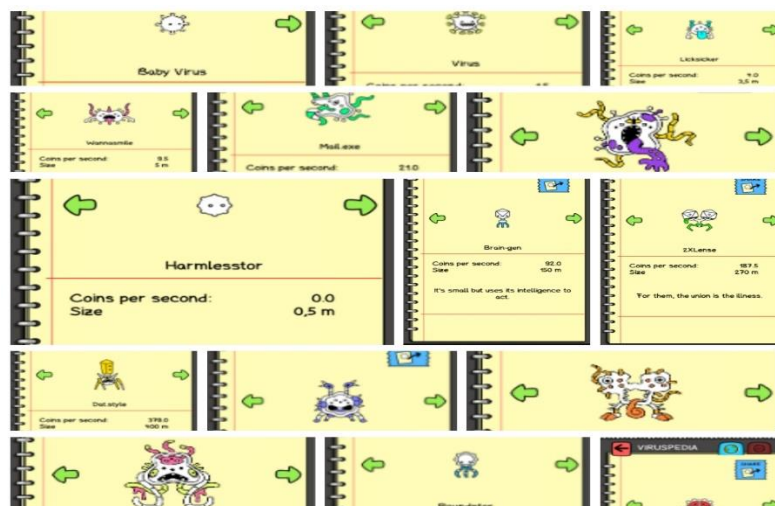 Baby Virus
Virus
Licksicker
Coins per second: 4.0
Size 3,5 m
Wannasmile
Coins per second: 9.5
Size 5 m
Mail.exe
Coins per second: 21.0
Harmlesstor
Coins per second: 0.0
Size 0,5 m
Brain-gen
Coins per second: 92.0
Size 150 m
It's small but uses its intelligence to
act.
2XLense
Coins per second: 187.5
Size 270 m
For them, the union is the illness.
Dat.style
Coins per second: 378.0
Size 400 m
VIRUSPEDIA